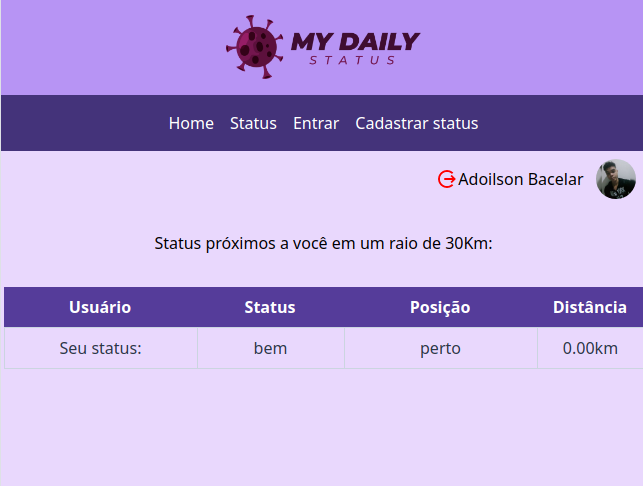 MY DAILY
STATUS
Home Status Entrar Cadastrar status
Adoilson Bacelar
Status próximos a você em um raio de 30Km:
Usuário Status Posição Distância
Seu status: bem perto 0.00km